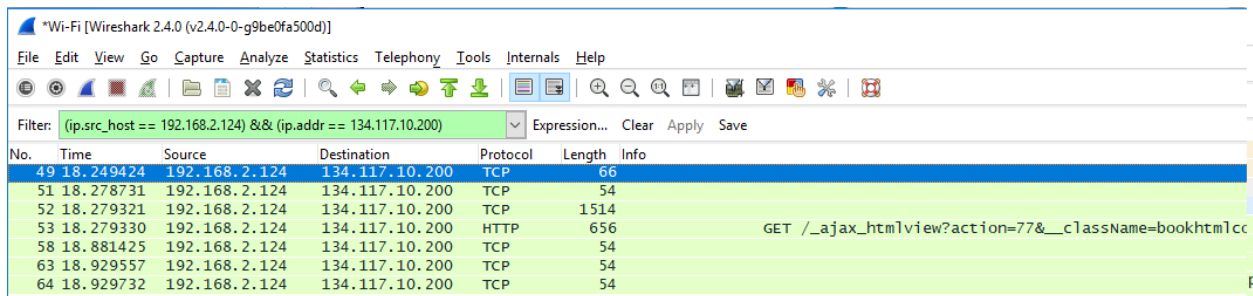 *Wi-Fi [Wireshark 2.4.0 (v2.4.0-0-g9be0fa500d)]
File Edit View Go Capture Analyze Statistics Telephony Tools Internals Help
Filter: (ip.src_host == 192.168.2.124) && (ip.addr == 134.117.10.200) Expression... Clear Apply Save
No. Time Source Destination Protocol Length Info
49 18.249424 192.168.2.124 134.117.10.200 TCP 66
51 18.278731 192.168.2.124 134.117.10.200 TCP 54
52 18.279321 192.168.2.124 134.117.10.200 TCP 1514
53 18.279330 192.168.2.124 134.117.10.200 HTTP 656 GET /_ajax_htmlview?action=77&__className=bookhtmlco
58 18.881425 192.168.2.124 134.117.10.200 TCP 54
63 18.929557 192.168.2.124 134.117.10.200 TCP 54
64 18.929732 192.168.2.124 134.117.10.200 TCP 54